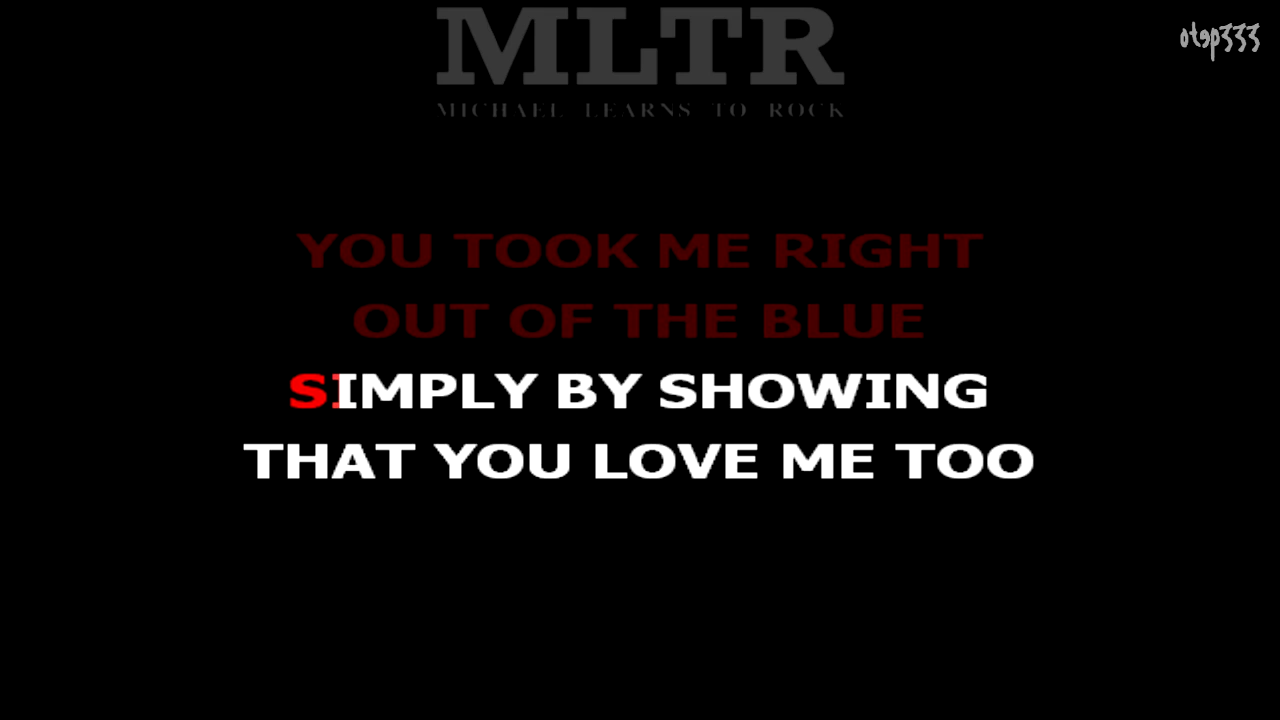 MLTR
MICHAEL LEARNS TO ROCK
otep333
YOU TOOK ME RIGHT
OUT OF THE BLUE
SIMPLY BY SHOWING
THAT YOU LOVE ME TOO